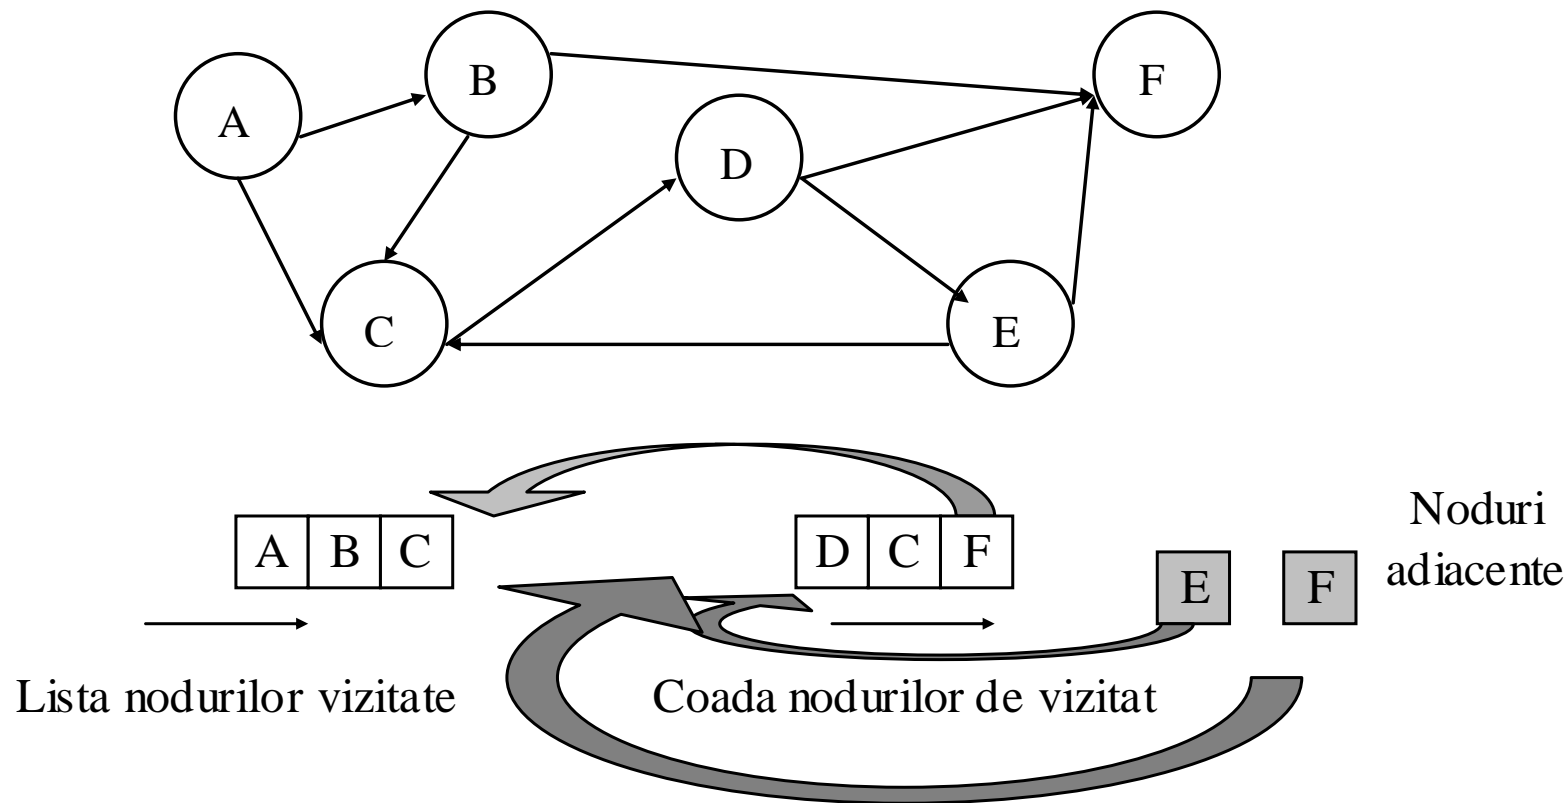 B
F
A
D
C
E
A B C
D C F
E F
Noduri
adiacente
Lista nodurilor vizitate
Coada nodurilor de vizitat